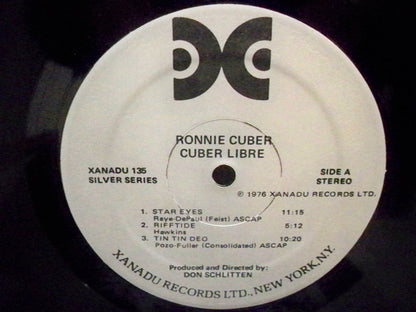 RONNIE CUBER
CUBER LIBRE
XANADU 135
SILVER SERIES
SIDE A
STEREO
℗ 1976 XANADU RECORDS LTD.
1. STAR EYES 11:15
Raye-DePaul (Feist) ASCAP
2. RIFFTIDE 5:12
Hawkins
3. TIN TIN DEO 10:20
Pozo-Fuller (Consolidated) ASCAP
Produced and Directed by:
DON SCHLITTEN
XANADU RECORDS LTD., NEW YORK, N.Y.